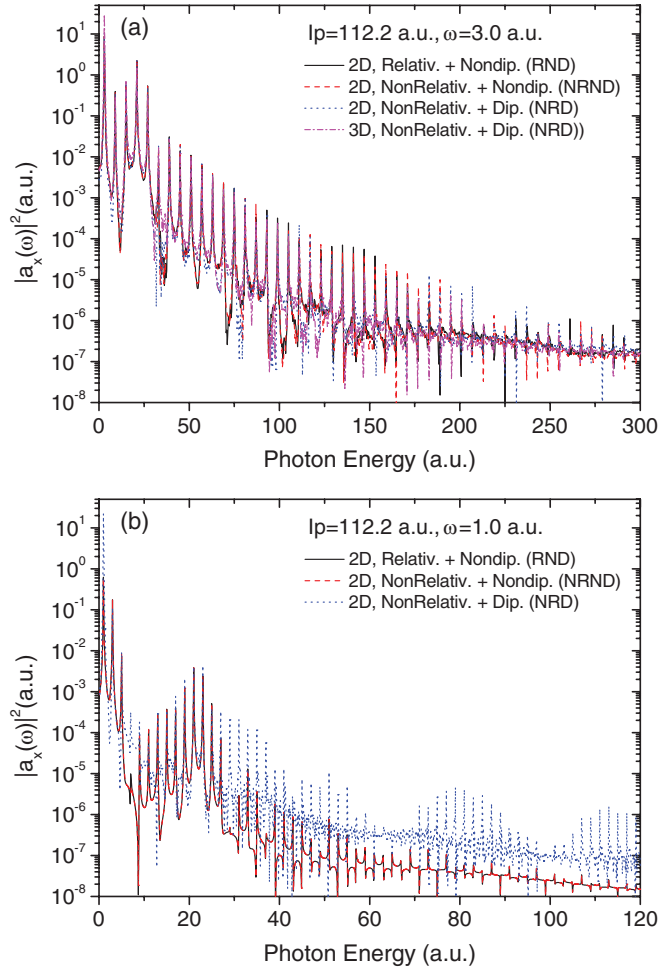 (a)
Ip=112.2 a.u., ω=3.0 a.u.
2D, Relativ. + Nondip. (RND)
2D, NonRelativ. + Nondip. (NRND)
2D, NonRelativ. + Dip. (NRD)
3D, NonRelativ. + Dip. (NRD))
|aₓ(ω)|²(a.u.)
10¹
10⁰
10⁻¹
10⁻²
10⁻³
10⁻⁴
10⁻⁵
10⁻⁶
10⁻⁷
10⁻⁸
0 50 100 150 200 250 300
Photon Energy (a.u.)
(b)
Ip=112.2 a.u., ω=1.0 a.u.
2D, Relativ. + Nondip. (RND)
2D, NonRelativ. + Nondip. (NRND)
2D, NonRelativ. + Dip. (NRD)
|aₓ(ω)|²(a.u.)
10¹
10⁰
10⁻¹
10⁻²
10⁻³
10⁻⁴
10⁻⁵
10⁻⁶
10⁻⁷
10⁻⁸
0 20 40 60 80 100 120
Photon Energy (a.u.)